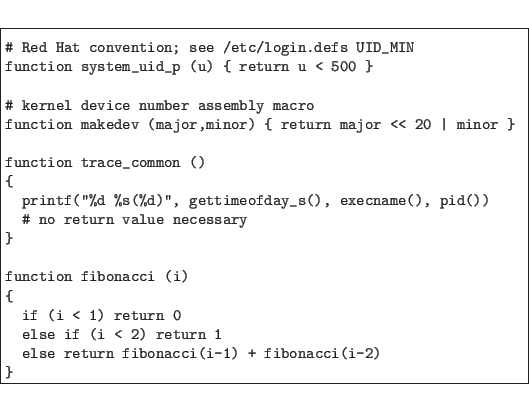 # Red Hat convention; see /etc/login.defs UID_MIN
function system_uid_p (u) { return u < 500 }
# kernel device number assembly macro
function makedev (major,minor) { return major << 20 | minor }
function trace_common ()
{
  printf("%d %s(%d)", gettimeofday_s(), execname(), pid())
  # no return value necessary
}
function fibonacci (i)
{
  if (i < 1) return 0
  else if (i < 2) return 1
  else return fibonacci(i-1) + fibonacci(i-2)
}